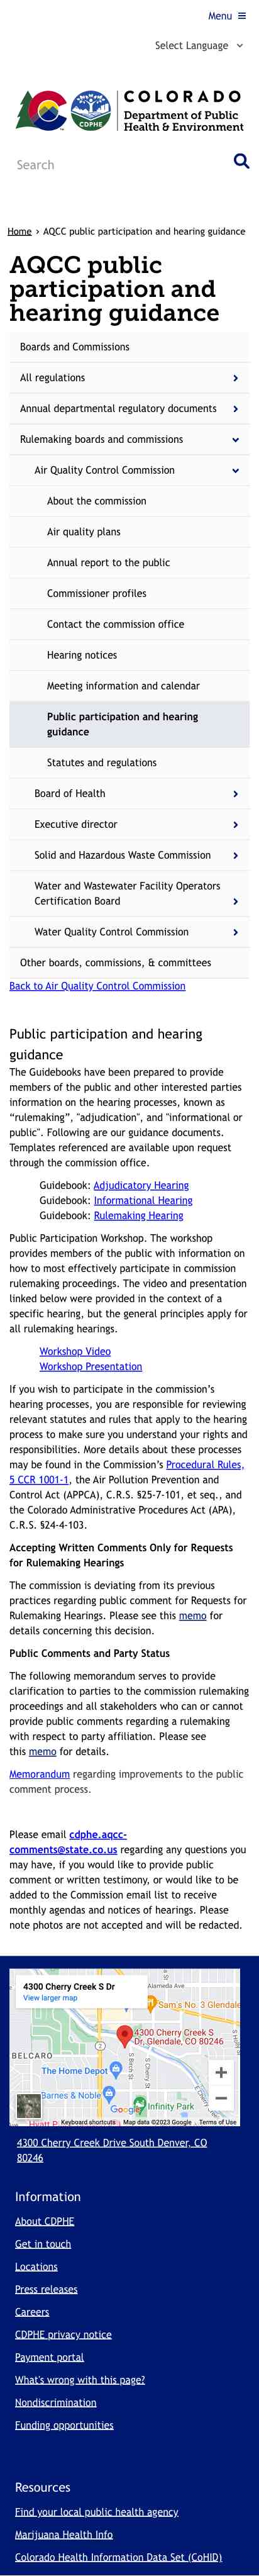 Menu
Select Language
CDPHE
COLORADO
Department of Public
Health & Environment
Search
Home › AQCC public participation and hearing guidance
AQCC public
participation and
hearing guidance
Boards and Commissions
All regulations
Annual departmental regulatory documents
Rulemaking boards and commissions
Air Quality Control Commission
About the commission
Air quality plans
Annual report to the public
Commissioner profiles
Contact the commission office
Hearing notices
Meeting information and calendar
Public participation and hearing
guidance
Statutes and regulations
Board of Health
Executive director
Solid and Hazardous Waste Commission
Water and Wastewater Facility Operators
Certification Board
Water Quality Control Commission
Other boards, commissions, & committees
Back to Air Quality Control Commission
Public participation and hearing
guidance
The Guidebooks have been prepared to provide
members of the public and other interested parties
information on the hearing processes, known as
“rulemaking”, "adjudication", and "informational or
public". Following are our guidance documents.
Templates referenced are available upon request
through the commission office.
Guidebook: Adjudicatory Hearing
Guidebook: Informational Hearing
Guidebook: Rulemaking Hearing
Public Participation Workshop. The workshop
provides members of the public with information on
how to most effectively participate in commission
rulemaking proceedings. The video and presentation
linked below were provided in the context of a
specific hearing, but the general principles apply for
all rulemaking hearings.
Workshop Video
Workshop Presentation
If you wish to participate in the commission’s
hearing processes, you are responsible for reviewing
relevant statutes and rules that apply to the hearing
process to make sure you understand your rights and
responsibilities. More details about these processes
may be found in the Commission’s Procedural Rules,
5 CCR 1001-1, the Air Pollution Prevention and
Control Act (APPCA), C.R.S. §25-7-101, et seq., and
the Colorado Administrative Procedures Act (APA),
C.R.S. §24-4-103.
Accepting Written Comments Only for Requests
for Rulemaking Hearings
The commission is deviating from its previous
practices regarding public comment for Requests for
Rulemaking Hearings. Please see this memo for
details concerning this decision.
Public Comments and Party Status
The following memorandum serves to provide
clarification to parties to the commission rulemaking
proceedings and all stakeholders who can or cannot
provide public comments regarding a rulemaking
with respect to party affiliation. Please see
this memo for details.
Memorandum regarding improvements to the public
comment process.
Please email cdphe.aqcc-
comments@state.co.us regarding any questions you
may have, if you would like to provide public
comment or written testimony, or would like to be
added to the Commission email list to receive
monthly agendas and notices of hearings. Please
note photos are not accepted and will be redacted.
4300 Cherry Creek S Dr
View larger map
Alameda Ave
Sam's No. 3 Glendale
4300 Cherry Creek S
Dr, Glendale, CO 80246
BELCARO
The Home Depot
S Birch St
Barnes & Noble
Infinity Park
Google
Hyatt P
Keyboard shortcuts
Map data ©2023 Google
Terms of Use
4300 Cherry Creek Drive South Denver, CO
80246
Information
About CDPHE
Get in touch
Locations
Press releases
Careers
CDPHE privacy notice
Payment portal
What's wrong with this page?
Nondiscrimination
Funding opportunities
Resources
Find your local public health agency
Marijuana Health Info
Colorado Health Information Data Set (CoHID)